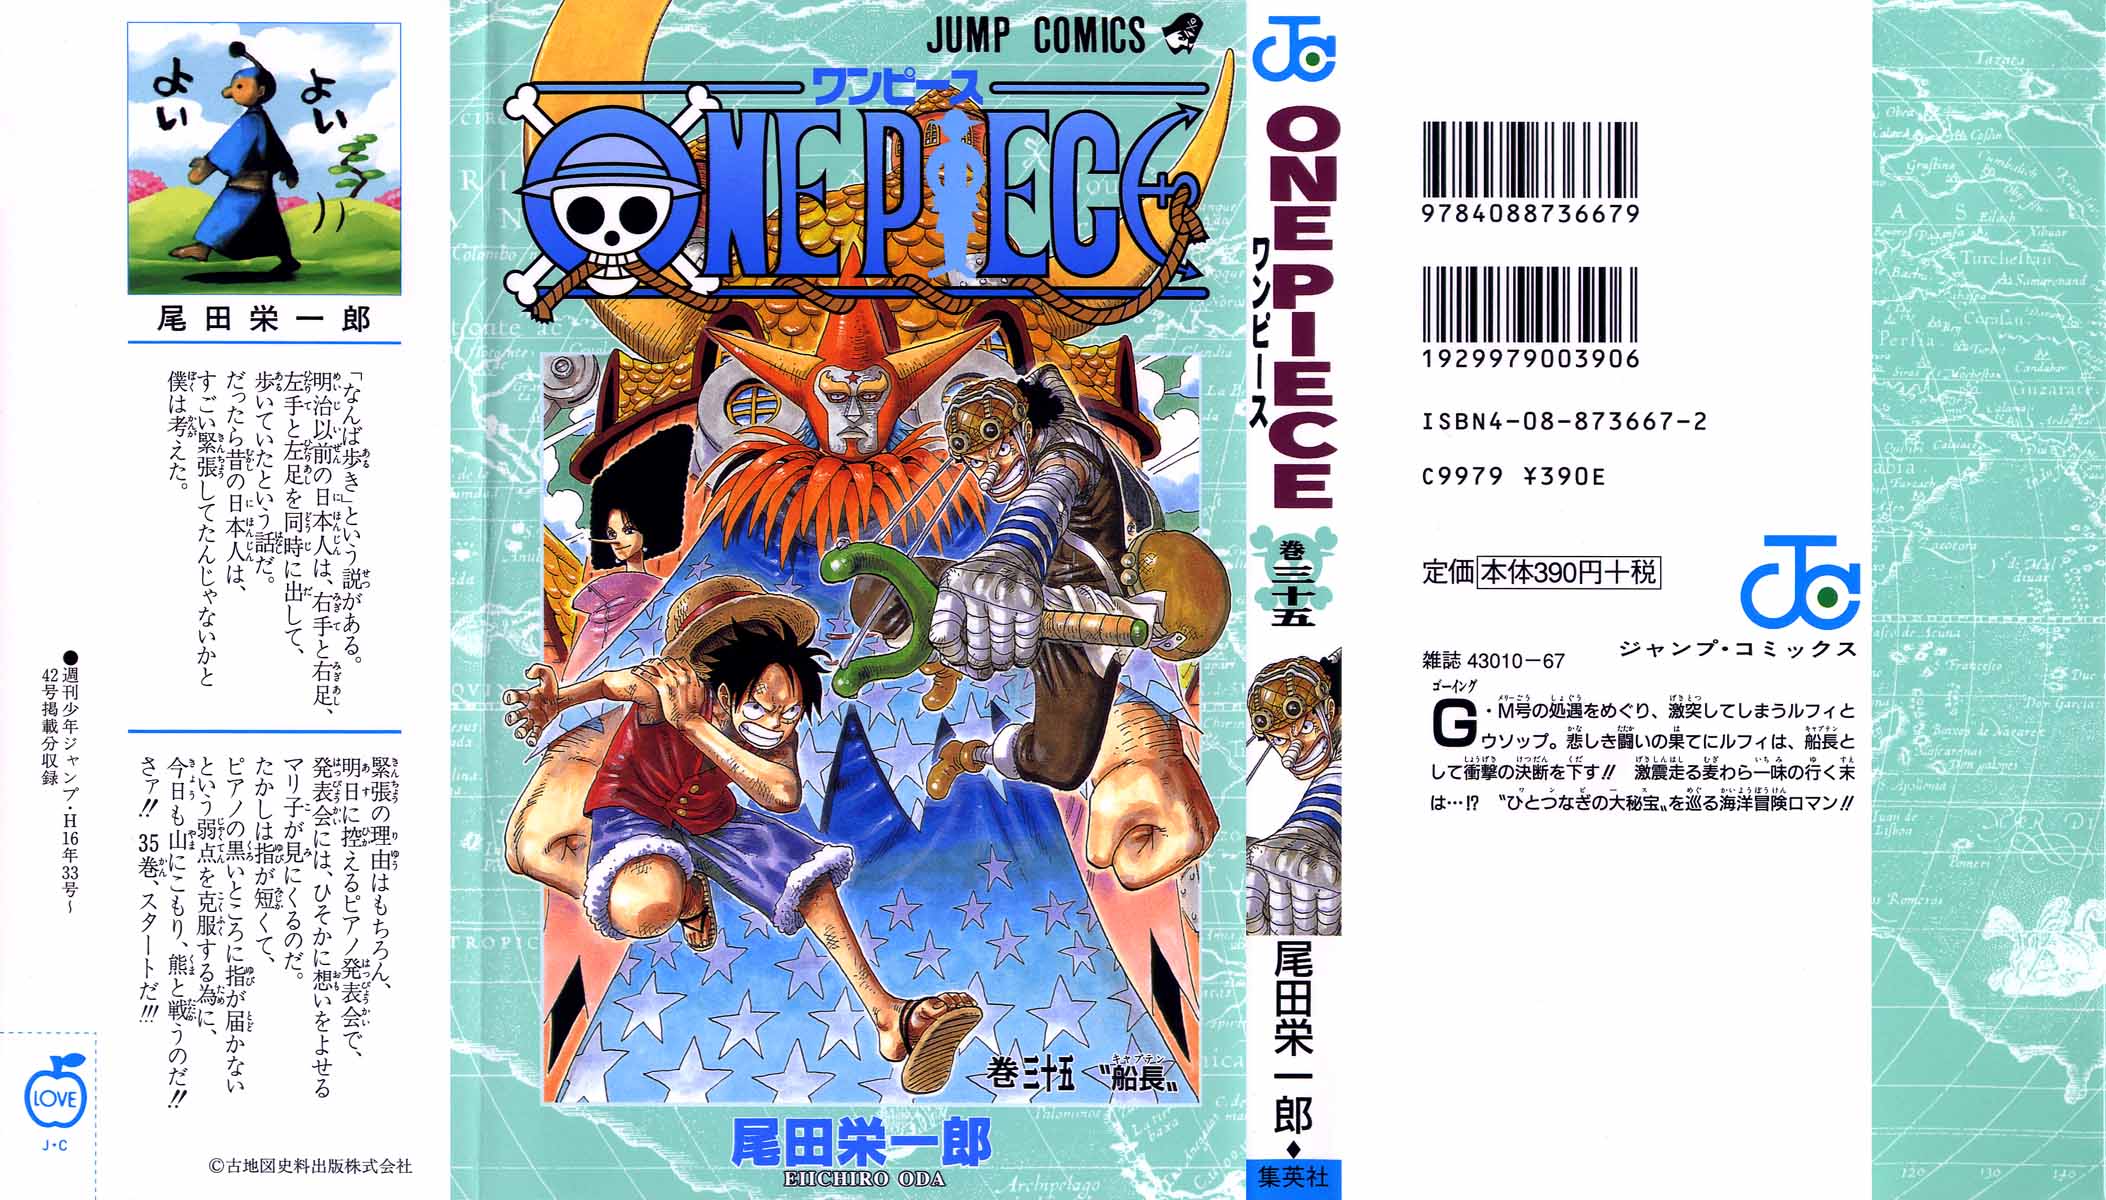 よい
よい
尾田栄一郎
「なんば歩き」という説がある。
明治以前の日本人は、右手と右足、
左手と左足を同時に出して、
歩いていたという話だ。
だったら昔の日本人は、
すごい緊張してたんじゃないかと
僕は考えた。
緊張の理由はもちろん、
明日に控えるピアノ発表会で、
発表会には、ひそかに想いをよせる
マリ子が見にくるのだ。
たかしは指が短くて、
ピアノの黒いところに指が届かない
という弱点を克服する為に、
今日も山にこもり、熊と戦うのだ!!
さァ!! 35巻、スタートだ!!!
●週刊少年ジャンプ・H16年33号~
42号掲載分収録
LOVE
J・C
©古地図史料出版株式会社
JUMP COMICS
ワンピース
ONE PIECE
巻三十五 〝船長〟
キャプテン
尾田栄一郎
EIICHIRO ODA
JC
ONE PIECE
ワンピース
巻三十五
尾田栄一郎◆
集英社
9784088736679
1929979003906
ISBN4-08-873667-2
C9979 ¥390E
定価 本体390円+税
JC
ジャンプ・コミックス
雑誌 43010-67
G・M号の処遇をめぐり、激突してしまうルフィと
ウソップ。悲しき闘いの果てにルフィは、船長と
して衝撃の決断を下す!! 激震走る麦わら一味の行く末
は…!? 〝ひとつなぎの大秘宝〟を巡る海洋冒険ロマン!!